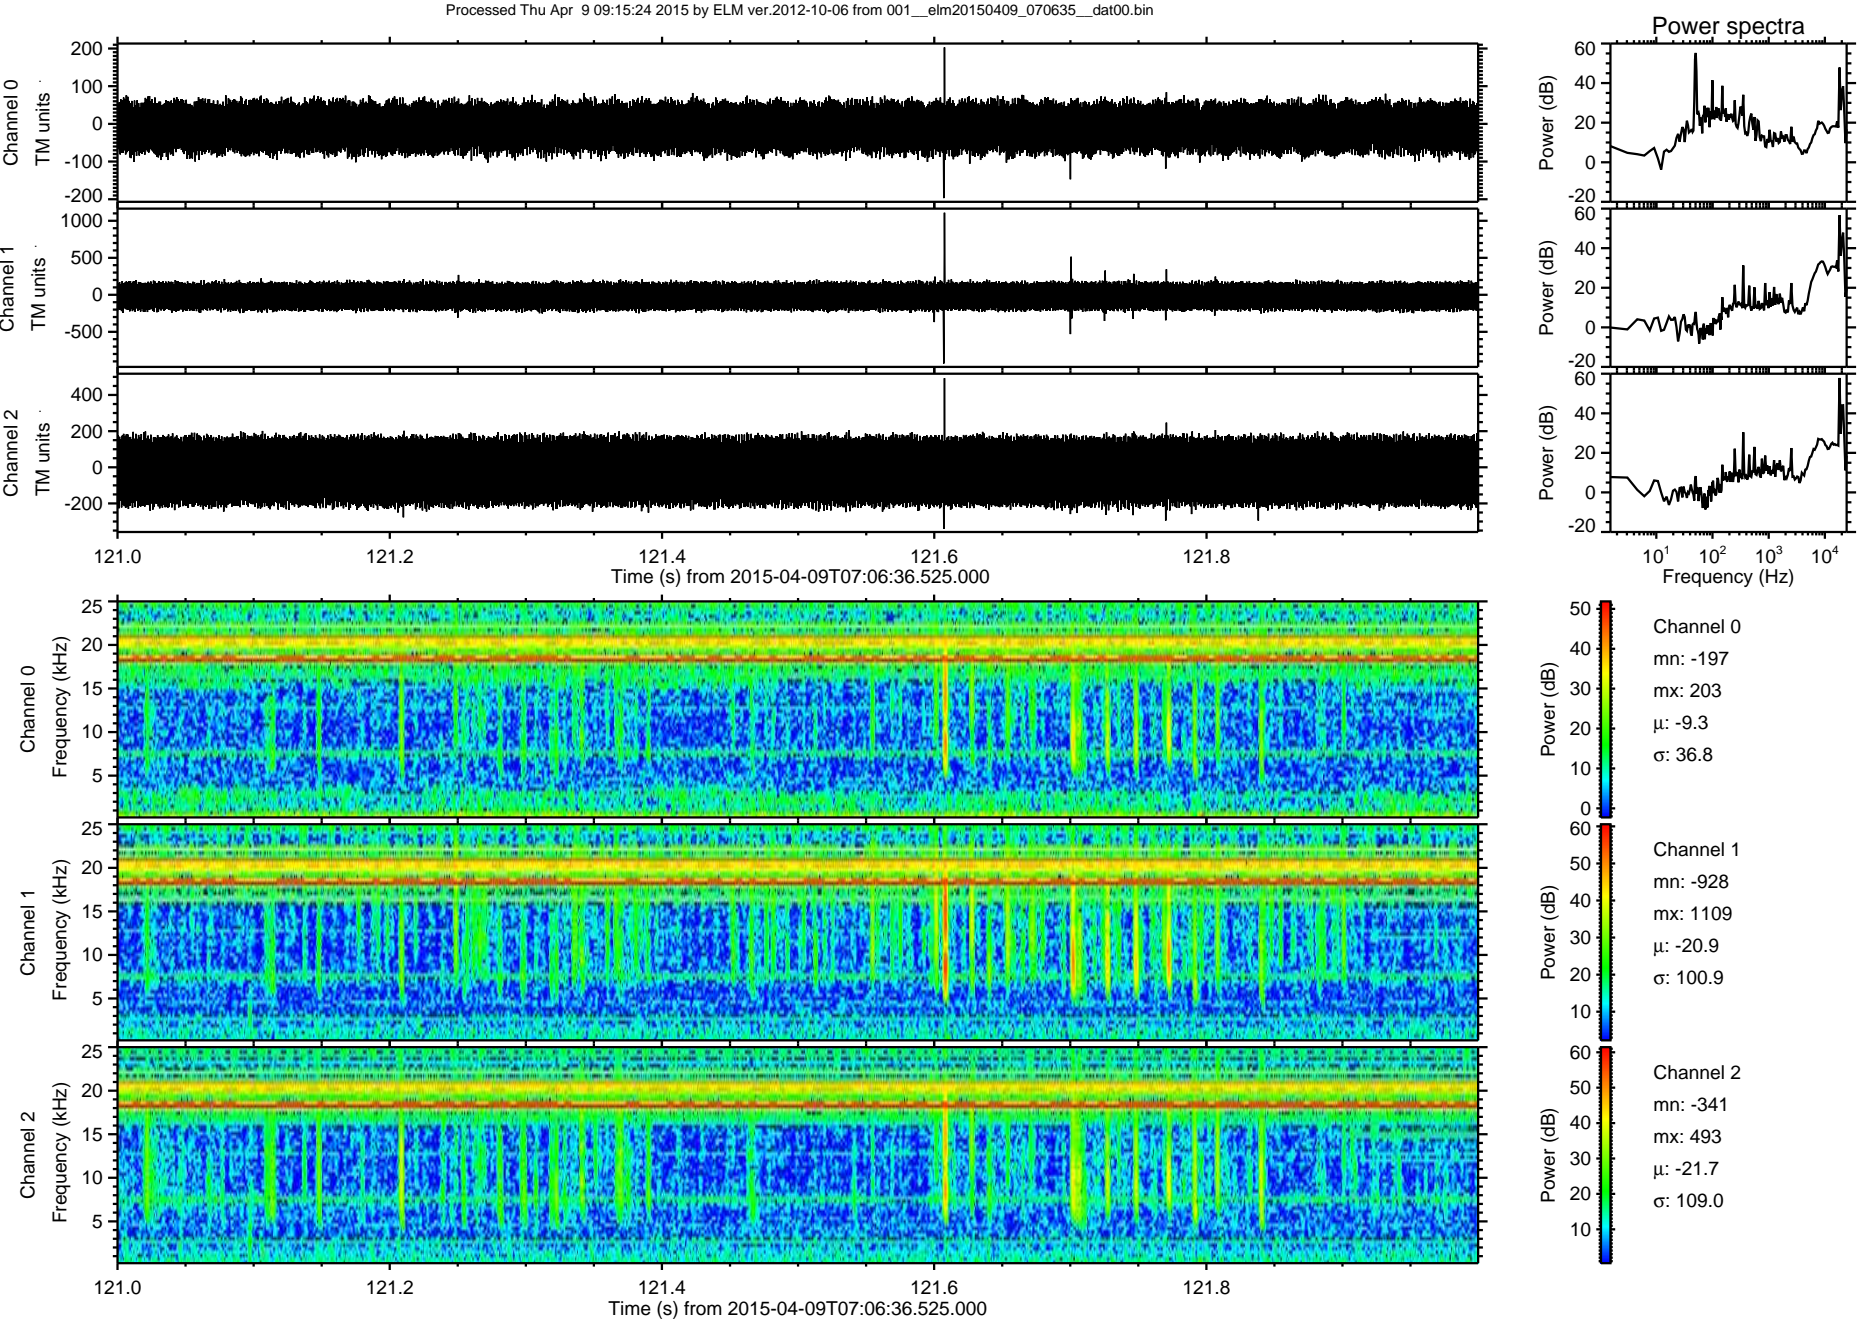 Processed Thu Apr  9 09:15:24 2015 by ELM ver.2012-10-06 from 001__elm20150409_070635__dat00.bin
Power spectra
Channel 0
TM units
200
100
0
-100
-200
Power (dB)
60
40
20
0
-20
Channel 1
TM units
1000
500
0
-500
Power (dB)
60
40
20
0
-20
Channel 2
TM units
400
200
0
-200
Power (dB)
60
40
20
0
-20
121.0 121.2 121.4 121.6 121.8
Time (s) from 2015-04-09T07:06:36.525.000
10¹ 10² 10³ 10⁴
Frequency (Hz)
Channel 0
Frequency (kHz)
25
20
15
10
5
Power (dB)
50
40
30
20
10
0
Channel 0
mn: -197
mx: 203
μ: -9.3
σ: 36.8
Channel 1
Frequency (kHz)
25
20
15
10
5
Power (dB)
60
50
40
30
20
10
Channel 1
mn: -928
mx: 1109
μ: -20.9
σ: 100.9
Channel 2
Frequency (kHz)
25
20
15
10
5
Power (dB)
60
50
40
30
20
10
Channel 2
mn: -341
mx: 493
μ: -21.7
σ: 109.0
121.0 121.2 121.4 121.6 121.8
Time (s) from 2015-04-09T07:06:36.525.000